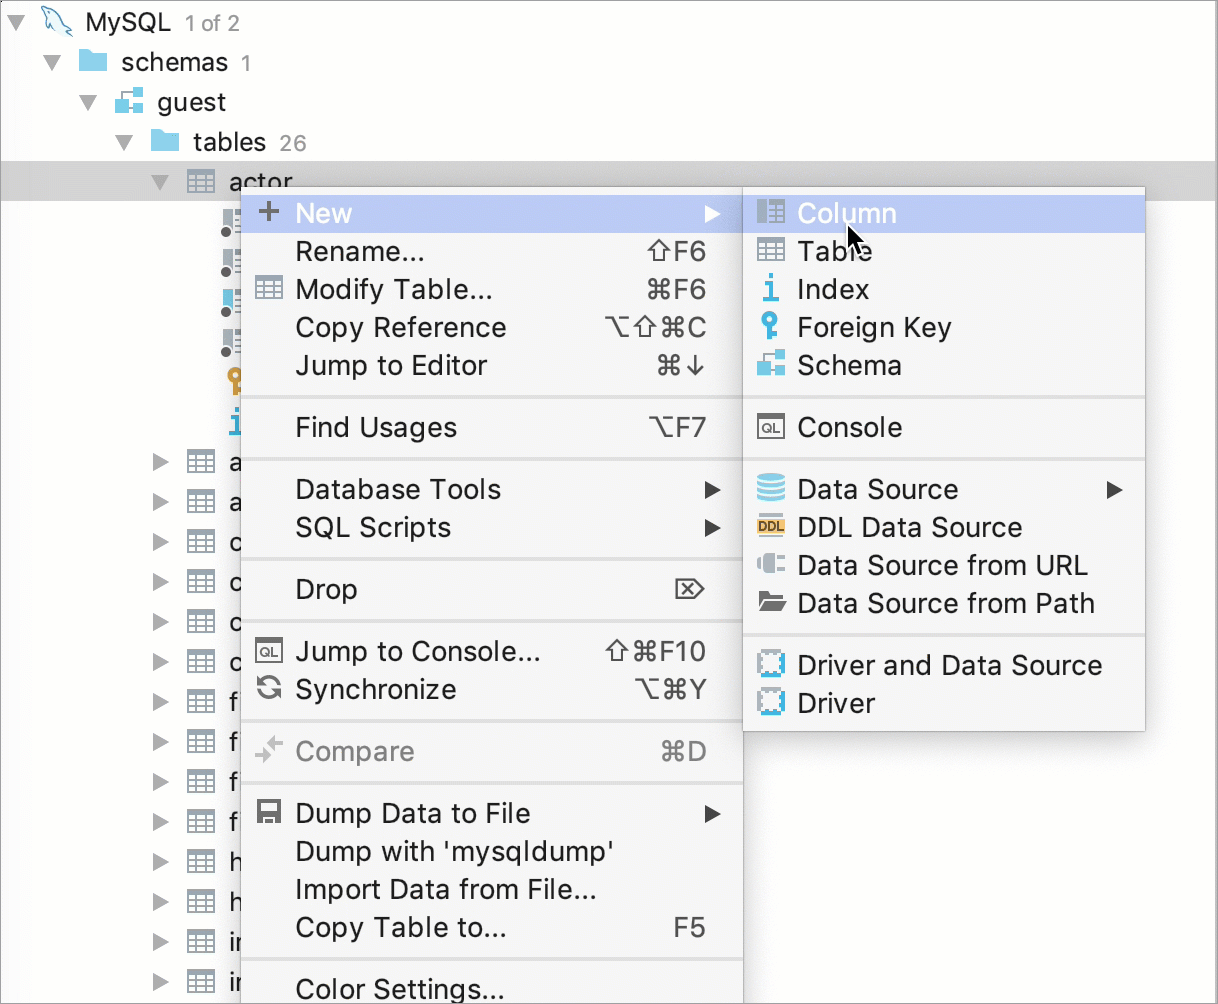 MySQL 1 of 2
schemas 1
guest
tables 26
actor
New
Rename... ⇧F6
Modify Table... ⌘F6
Copy Reference ⌥⇧⌘C
Jump to Editor ⌘↓
Find Usages ⌥F7
Database Tools
SQL Scripts
Drop ⌦
QL Jump to Console... ⇧⌘F10
Synchronize ⌥⌘Y
Compare ⌘D
Dump Data to File
Dump with 'mysqldump'
Import Data from File...
Copy Table to... F5
Color Settings...
Column
Table
Index
Foreign Key
Schema
QL Console
Data Source
DDL DDL Data Source
Data Source from URL
Data Source from Path
Driver and Data Source
Driver